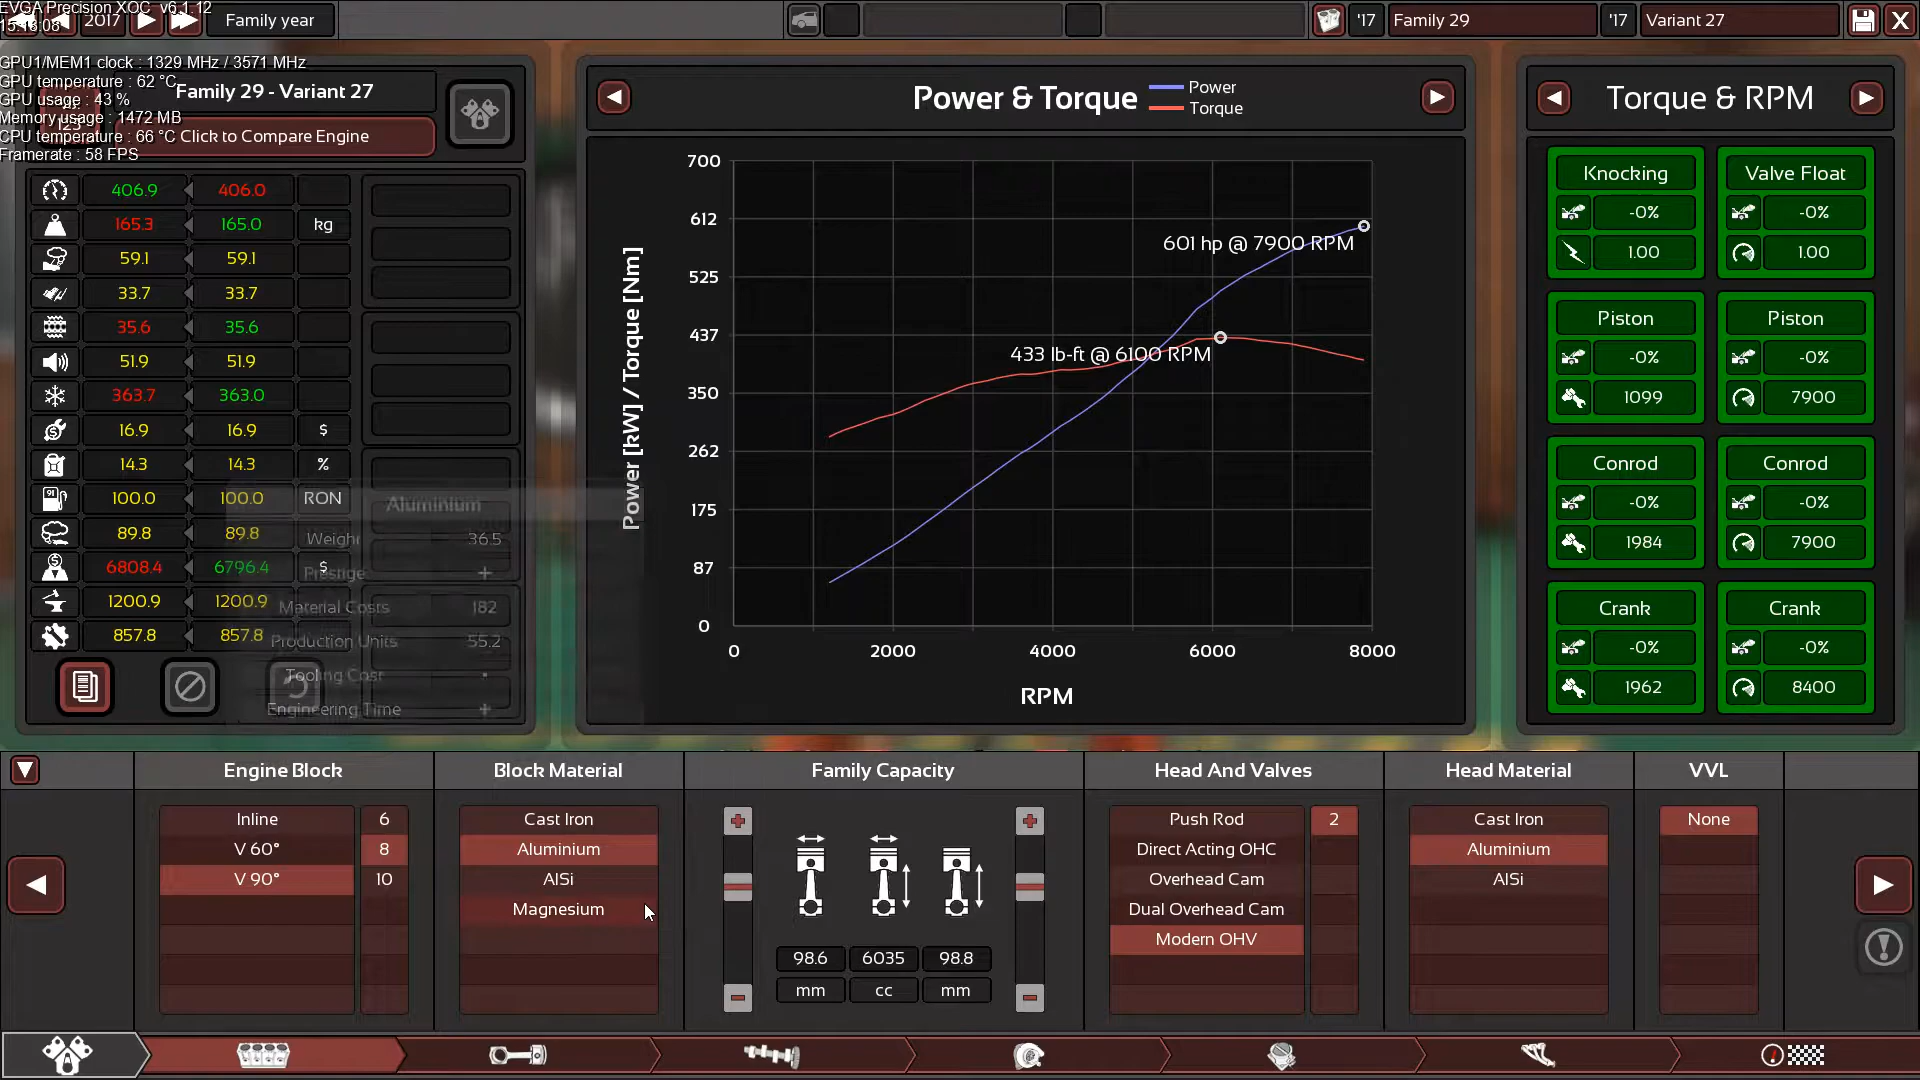 EVGA Precision XOC v6.1.12
15:18:08
2017
Family year
'17
Family 29
'17
Variant 27
GPU1/MEM1 clock : 1329 MHz / 3571 MHz
GPU temperature : 62 °C
GPU usage : 43 %
Memory usage : 1472 MB
CPU temperature : 66 °C
Framerate : 58 FPS
Family 29 - Variant 27
Click to Compare Engine
406.9 406.0
165.3 165.0 kg
59.1 59.1
33.7 33.7
35.6 35.6
51.9 51.9
363.7 363.0
16.9 16.9 $
14.3 14.3 %
100.0 100.0 RON
89.8 89.8
6808.4 6796.4 $
1200.9 1200.9
857.8 857.8
Aluminium
Weight 36.5
Prestige +
Material Costs 182
Production Units 55.2
Tooling Cost
Engineering Time +
Power & Torque
Power
Torque
Power [kW] / Torque [Nm]
700
612
525
437
350
262
175
87
0
601 hp @ 7900 RPM
433 lb-ft @ 6100 RPM
0 2000 4000 6000 8000
RPM
Torque & RPM
Knocking Valve Float
-0% -0%
1.00 1.00
Piston Piston
-0% -0%
1099 7900
Conrod Conrod
-0% -0%
1984 7900
Crank Crank
-0% -0%
1962 8400
Engine Block
Inline 6
V 60° 8
V 90° 10
Block Material
Cast Iron
Aluminium
AlSi
Magnesium
Family Capacity
98.6 6035 98.8
mm cc mm
Head And Valves
Push Rod 2
Direct Acting OHC
Overhead Cam
Dual Overhead Cam
Modern OHV
Head Material
Cast Iron
Aluminium
AlSi
VVL
None